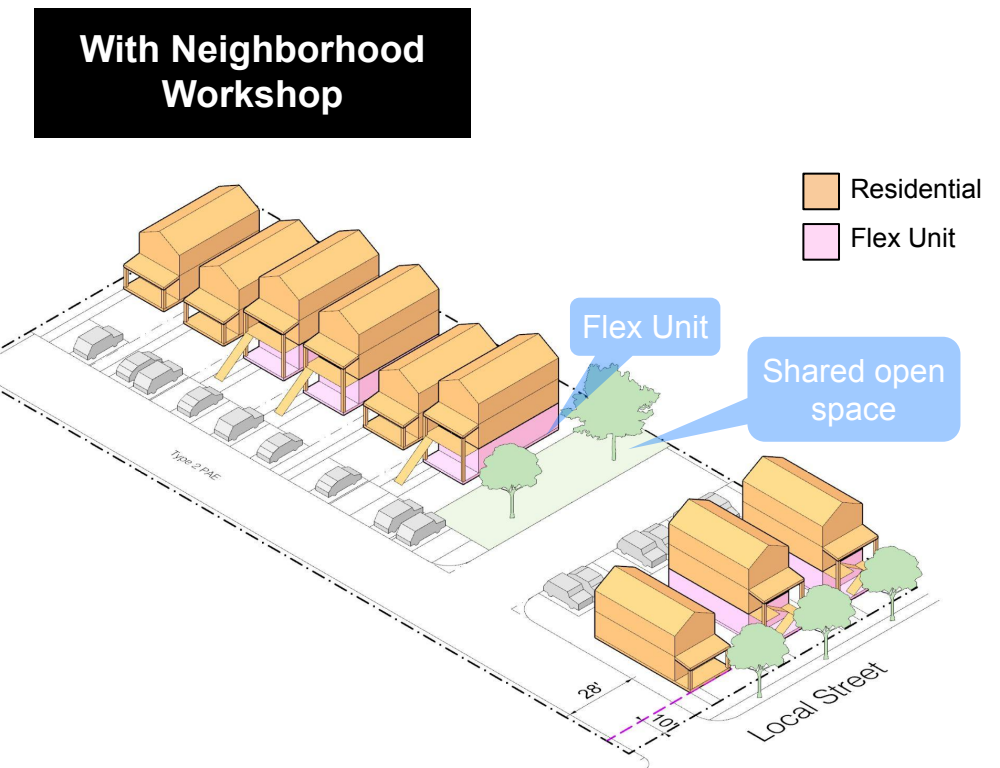 With Neighborhood
Workshop
Residential
Flex Unit
Flex Unit
Shared open
space
Type 2 PAE
28'
10'
Local Street